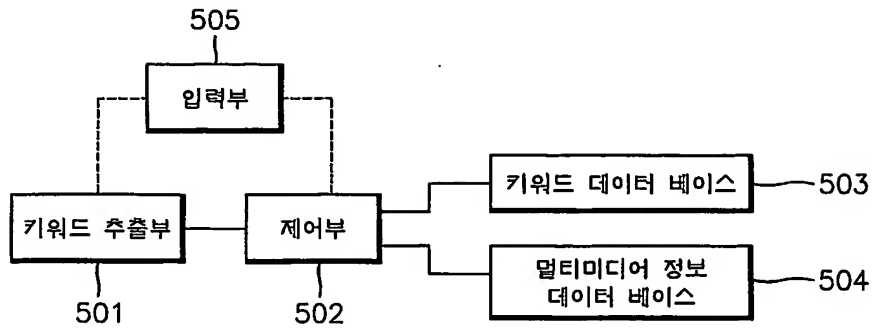 505
입력부
키워드 추출부
제어부
키워드 데이터 베이스
503
멀티미디어 정보
데이터 베이스
504
501
502